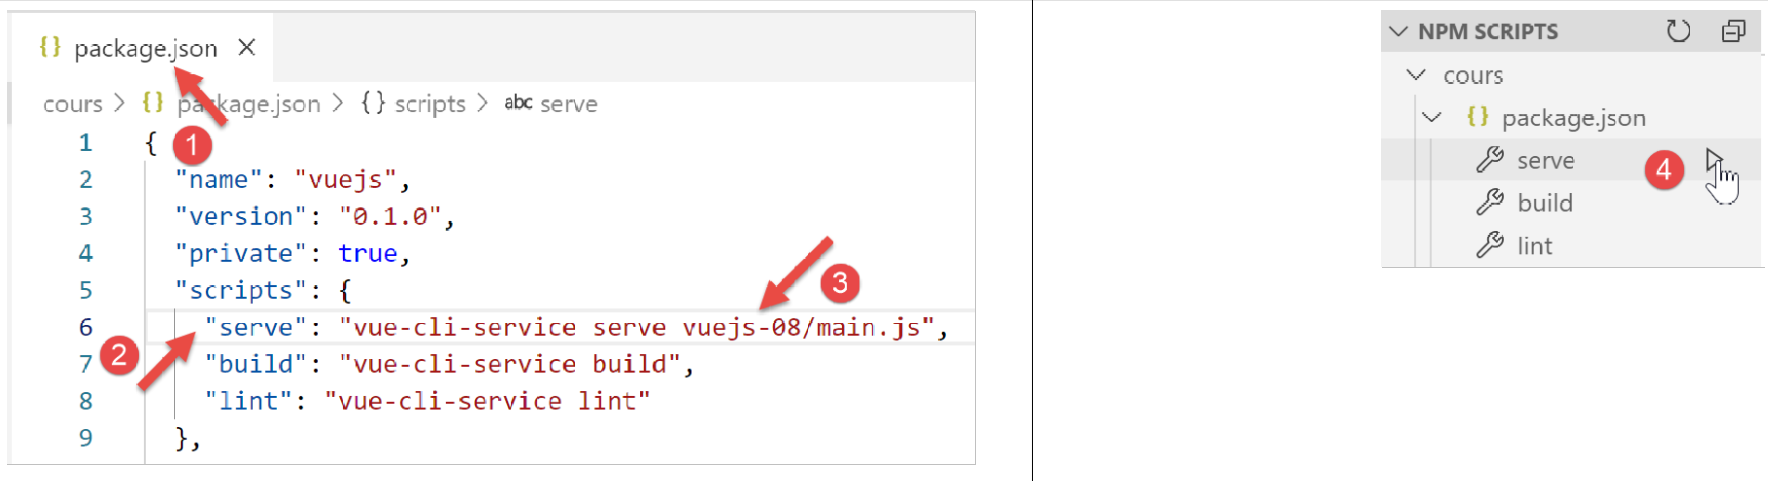 {} package.json ×
cours > {} package.json > {} scripts > abc serve
1
1 {
2 "name": "vuejs",
3 "version": "0.1.0",
4 "private": true,
5 "scripts": {
3
6 "serve": "vue-cli-service serve vuejs-08/main.js",
2
7 "build": "vue-cli-service build",
8 "lint": "vue-cli-service lint"
9 },
NPM SCRIPTS
cours
{} package.json
serve
4
build
lint